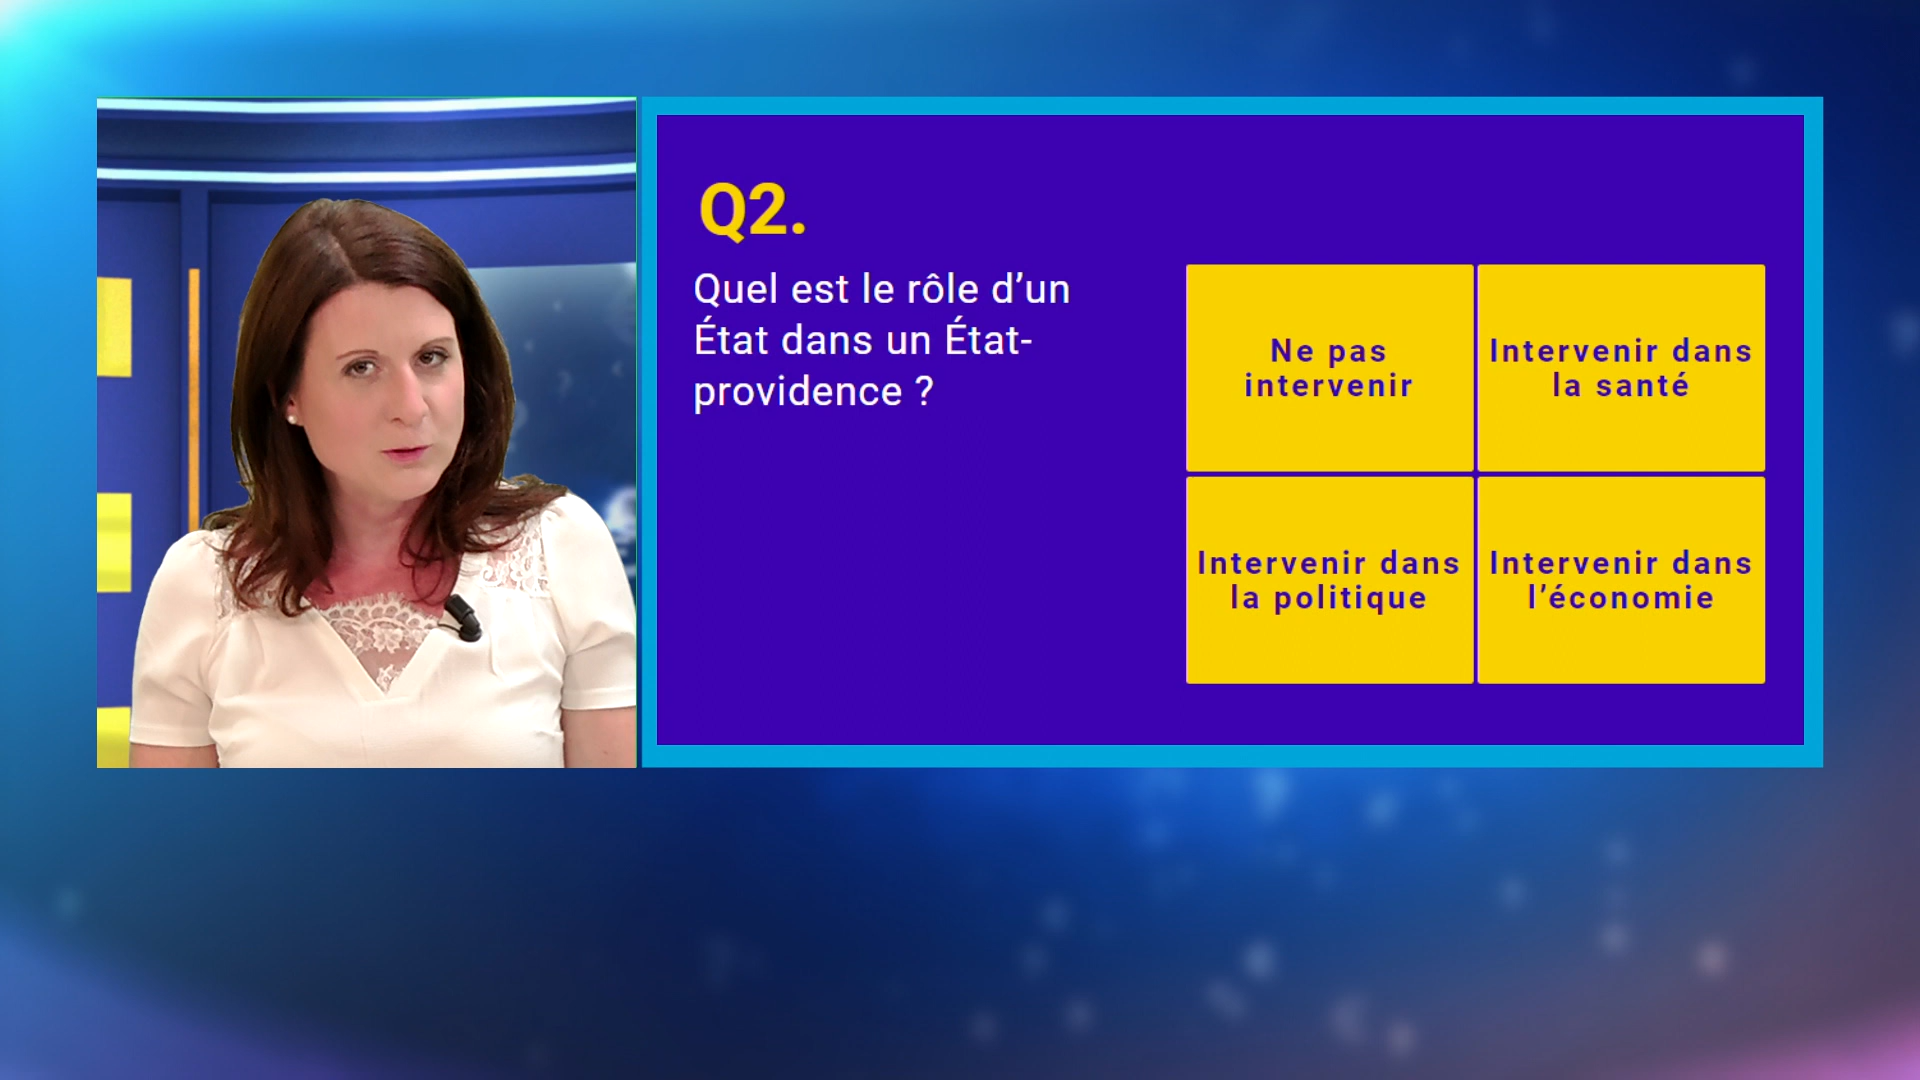 Q2.
Quel est le rôle d’un
État dans un État-
providence ?
Ne pas
intervenir
Intervenir dans
la santé
Intervenir dans
la politique
Intervenir dans
l’économie